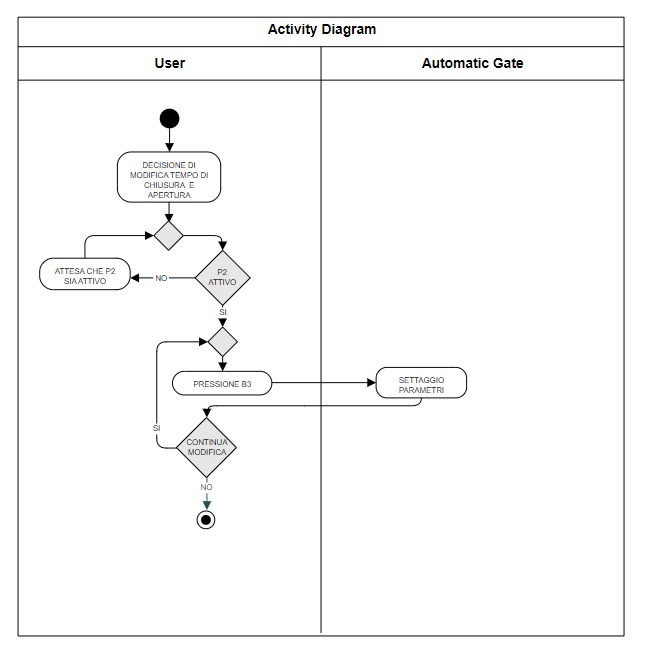 Activity Diagram
User
Automatic Gate
DECISIONE DI
MODIFICA TEMPO DI
CHIUSURA E
APERTURA
ATTESA CHE P2
SIA ATTIVO
NO
P2
ATTIVO
SI
PRESSIONE B3
SETTAGGIO
PARAMETRI
SI
CONTINUA
MODIFICA
NO